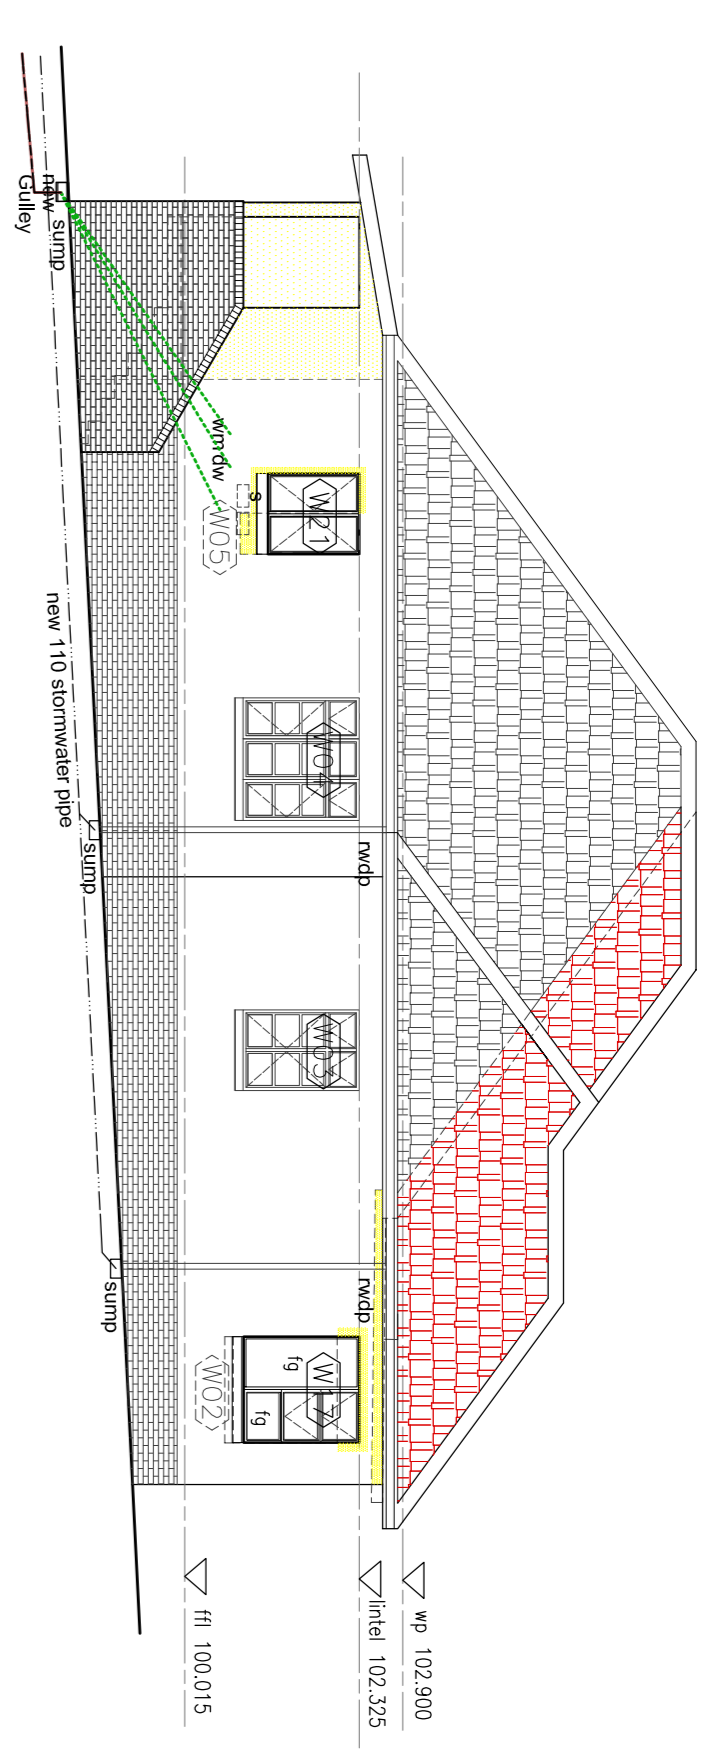 wp 102.900
lintel 102.325
ffl 100.015
rwdp
rwdp
W21
W04
W03
W17
fg
fg
s
W05
W02
wm dw
new
Gulley
sump
sump
sump
new 110 stormwater pipe